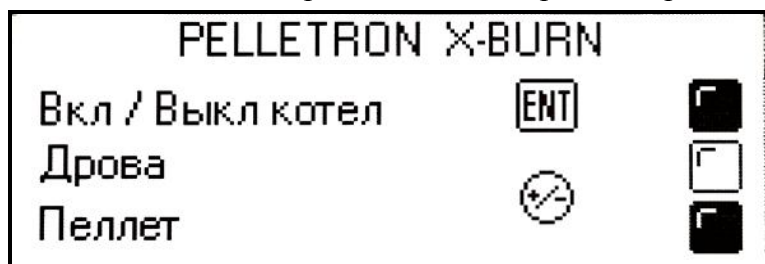 PELLETRON X-BURN
Вкл / Выкл котел ENT
Дрова
+/-
Пеллет